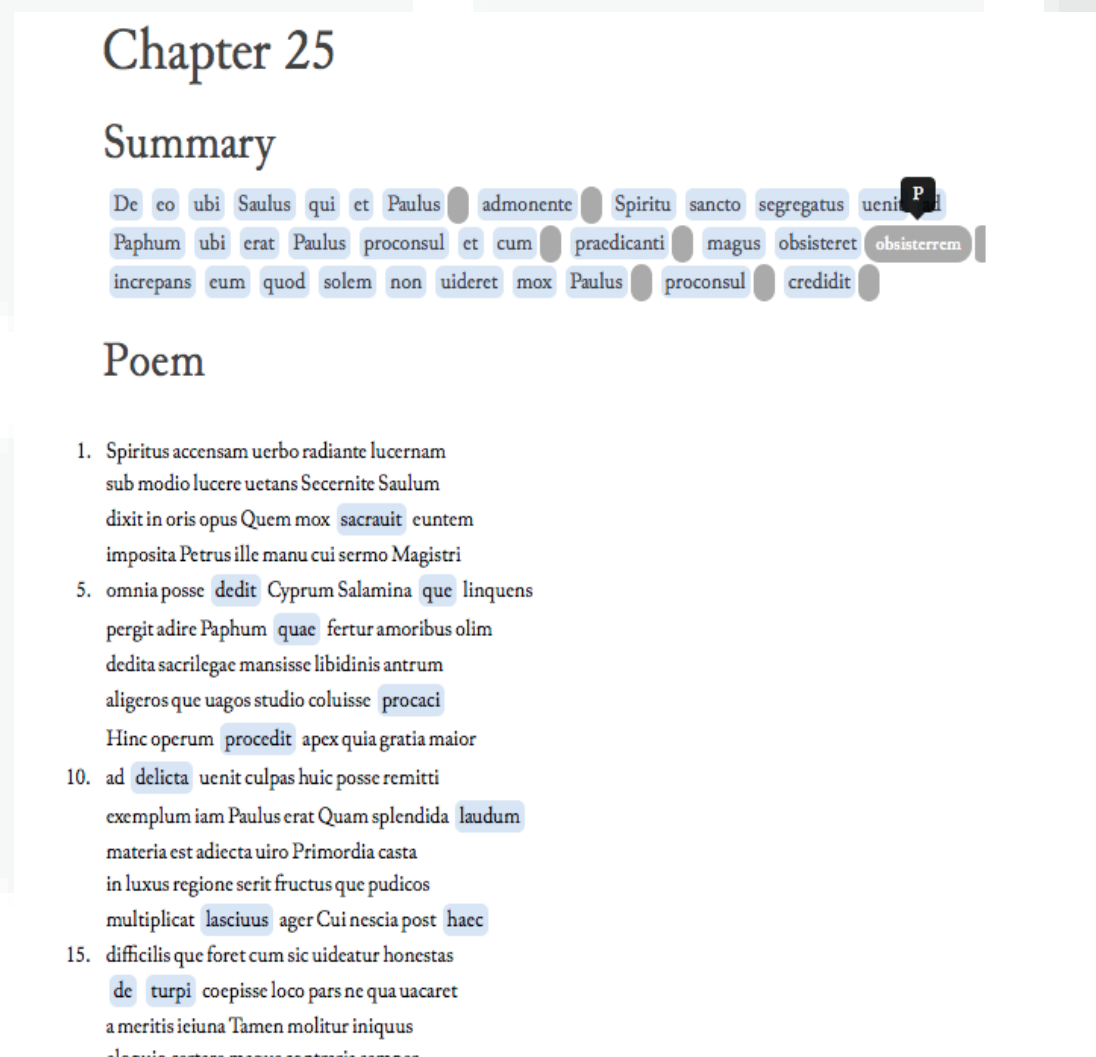 Chapter 25
Summary
P
De eo ubi Saulus qui et Paulus admonente Spiritu sancto segregatus uenit ad
Paphum ubi erat Paulus proconsul et cum praedicanti magus obsisteret obsisterrem
increpans eum quod solem non uideret mox Paulus proconsul credidit
Poem
1. Spiritus accensam uerbo radiante lucernam
sub modio lucere uetans Secernite Saulum
dixit in oris opus Quem mox sacrauit euntem
imposita Petrus ille manu cui sermo Magistri
5. omnia posse dedit Cyprum Salamina que linquens
pergit adire Paphum quae fertur amoribus olim
dedita sacrilegae mansisse libidinis antrum
aligeros que uagos studio coluisse procaci
Hinc operum procedit apex quia gratia maior
10. ad delicta uenit culpas huic posse remitti
exemplum iam Paulus erat Quam splendida laudum
materia est adiecta uiro Primordia casta
in luxus regione serit fructus que pudicos
multiplicat lasciuus ager Cui nescia post haec
15. difficilis que foret cum sic uideatur honestas
de turpi coepisse loco pars ne qua uacaret
a meritis ieiuna Tamen molitur iniquus